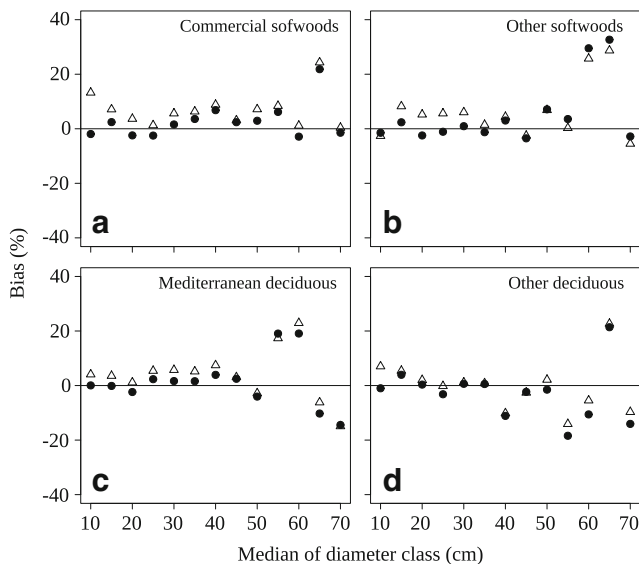 Commercial sofwoods
Other softwoods
40
20
0
-20
-40
a
b
Bias (%)
Mediterranean deciduous
Other deciduous
40
20
0
-20
-40
c
d
10 20 30 40 50 60 70
10 20 30 40 50 60 70
Median of diameter class (cm)